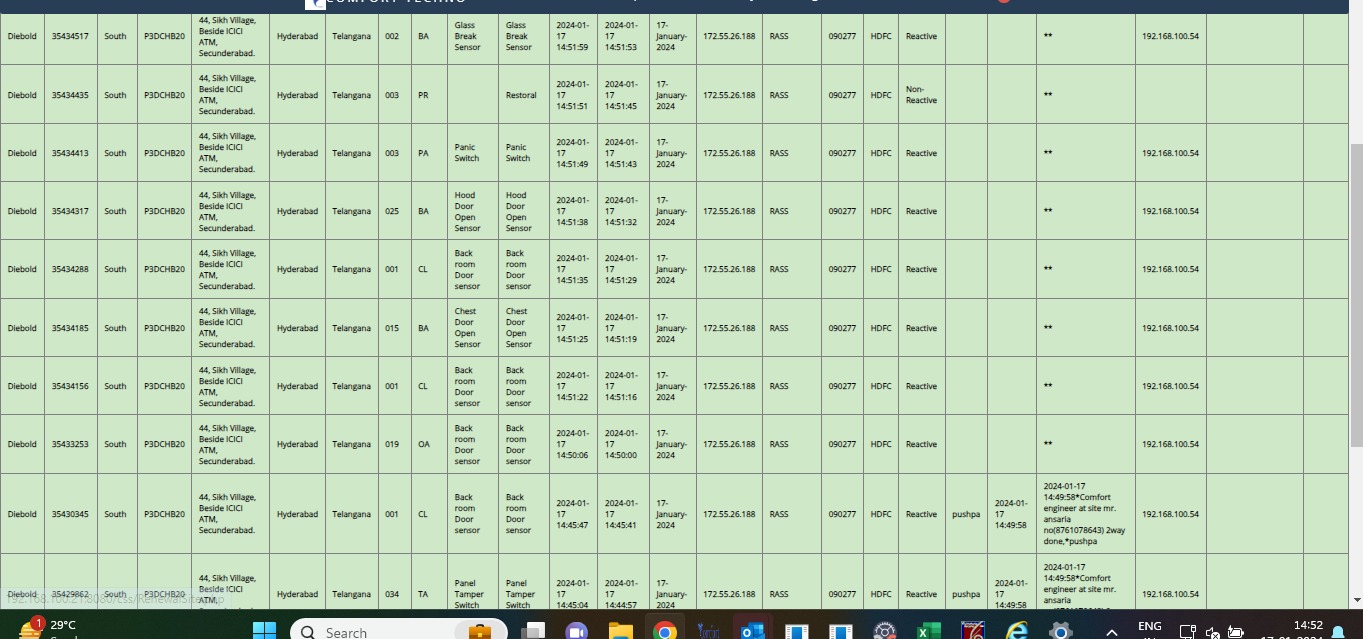 COMFORT TECHNO
Diebold 35434517 South P3DCHB20 44, Sikh Village, Beside ICICI ATM, Secunderabad. Hyderabad Telangana 002 BA Glass Break Sensor Glass Break Sensor 2024-01-17 14:51:59 2024-01-17 14:51:53 17-January-2024 172.55.26.188 RASS 090277 HDFC Reactive ** 192.168.100.54
Diebold 35434435 South P3DCHB20 44, Sikh Village, Beside ICICI ATM, Secunderabad. Hyderabad Telangana 003 PR Restoral 2024-01-17 14:51:51 2024-01-17 14:51:45 17-January-2024 172.55.26.188 RASS 090277 HDFC Non-Reactive ** 192.168.100.54
Diebold 35434413 South P3DCHB20 44, Sikh Village, Beside ICICI ATM, Secunderabad. Hyderabad Telangana 003 PA Panic Switch Panic Switch 2024-01-17 14:51:49 2024-01-17 14:51:43 17-January-2024 172.55.26.188 RASS 090277 HDFC Reactive ** 192.168.100.54
Diebold 35434317 South P3DCHB20 44, Sikh Village, Beside ICICI ATM, Secunderabad. Hyderabad Telangana 025 BA Hood Door Open Sensor Hood Door Open Sensor 2024-01-17 14:51:38 2024-01-17 14:51:32 17-January-2024 172.55.26.188 RASS 090277 HDFC Reactive ** 192.168.100.54
Diebold 35434288 South P3DCHB20 44, Sikh Village, Beside ICICI ATM, Secunderabad. Hyderabad Telangana 001 CL Back room Door sensor Back room Door sensor 2024-01-17 14:51:35 2024-01-17 14:51:29 17-January-2024 172.55.26.188 RASS 090277 HDFC Reactive ** 192.168.100.54
Diebold 35434185 South P3DCHB20 44, Sikh Village, Beside ICICI ATM, Secunderabad. Hyderabad Telangana 015 BA Chest Door Open Sensor Chest Door Open Sensor 2024-01-17 14:51:25 2024-01-17 14:51:19 17-January-2024 172.55.26.188 RASS 090277 HDFC Reactive ** 192.168.100.54
Diebold 35434156 South P3DCHB20 44, Sikh Village, Beside ICICI ATM, Secunderabad. Hyderabad Telangana 001 CL Back room Door sensor Back room Door sensor 2024-01-17 14:51:22 2024-01-17 14:51:16 17-January-2024 172.55.26.188 RASS 090277 HDFC Reactive ** 192.168.100.54
Diebold 35433253 South P3DCHB20 44, Sikh Village, Beside ICICI ATM, Secunderabad. Hyderabad Telangana 019 OA Back room Door sensor Back room Door sensor 2024-01-17 14:50:06 2024-01-17 14:50:00 17-January-2024 172.55.26.188 RASS 090277 HDFC Reactive ** 192.168.100.54
Diebold 35430345 South P3DCHB20 44, Sikh Village, Beside ICICI ATM, Secunderabad. Hyderabad Telangana 001 CL Back room Door sensor Back room Door sensor 2024-01-17 14:45:47 2024-01-17 14:45:41 17-January-2024 172.55.26.188 RASS 090277 HDFC Reactive pushpa 2024-01-17 14:49:58 2024-01-17 14:49:58*Comfort engineer at site mr. ansaria no(8761078643) 2way done,*pushpa 192.168.100.54
Diebold 35429862 South P3DCHB20 44, Sikh Village, Beside ICICI ATM, Hyderabad Telangana 034 TA Panel Tamper Switch Panel Tamper Switch 2024-01-17 14:45:04 2024-01-17 14:44:57 17-January-2024 172.55.26.188 RASS 090277 HDFC Reactive pushpa 2024-01-17 14:49:58 2024-01-17 14:49:58*Comfort engineer at site mr. ansaria 192.168.100.54
1 29°C
Search
ENG
14:52